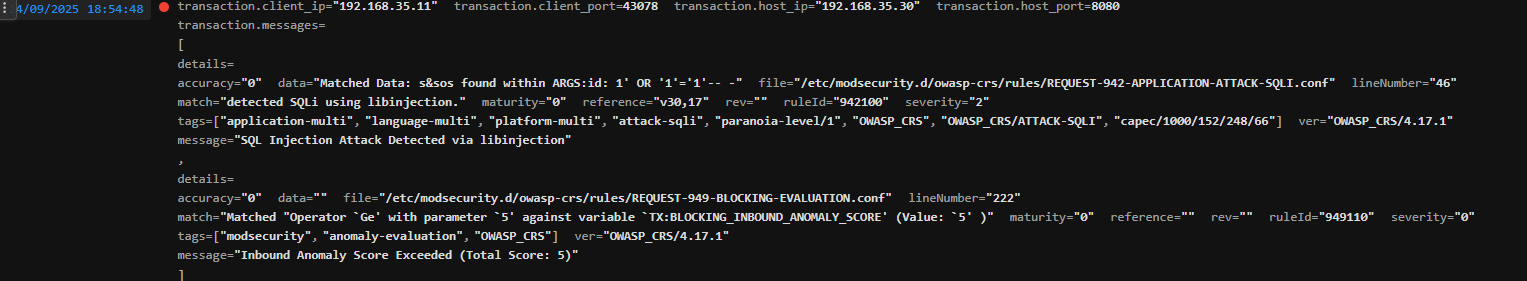 4/09/2025 18:54:48 transaction.client_ip="192.168.35.11" transaction.client_port=43078 transaction.host_ip="192.168.35.30" transaction.host_port=8080
transaction.messages=
[
details=
accuracy="0" data="Matched Data: s&sos found within ARGS:id: 1' OR '1'='1'-- -" file="/etc/modsecurity.d/owasp-crs/rules/REQUEST-942-APPLICATION-ATTACK-SQLI.conf" lineNumber="46"
match="detected SQLi using libinjection." maturity="0" reference="v30,17" rev="" ruleId="942100" severity="2"
tags=["application-multi", "language-multi", "platform-multi", "attack-sqli", "paranoia-level/1", "OWASP_CRS", "OWASP_CRS/ATTACK-SQLI", "capec/1000/152/248/66"] ver="OWASP_CRS/4.17.1"
message="SQL Injection Attack Detected via libinjection"
,
details=
accuracy="0" data="" file="/etc/modsecurity.d/owasp-crs/rules/REQUEST-949-BLOCKING-EVALUATION.conf" lineNumber="222"
match="Matched "Operator `Ge' with parameter `5' against variable `TX:BLOCKING_INBOUND_ANOMALY_SCORE' (Value: `5' )" maturity="0" reference="" rev="" ruleId="949110" severity="0"
tags=["modsecurity", "anomaly-evaluation", "OWASP_CRS"] ver="OWASP_CRS/4.17.1"
message="Inbound Anomaly Score Exceeded (Total Score: 5)"
]